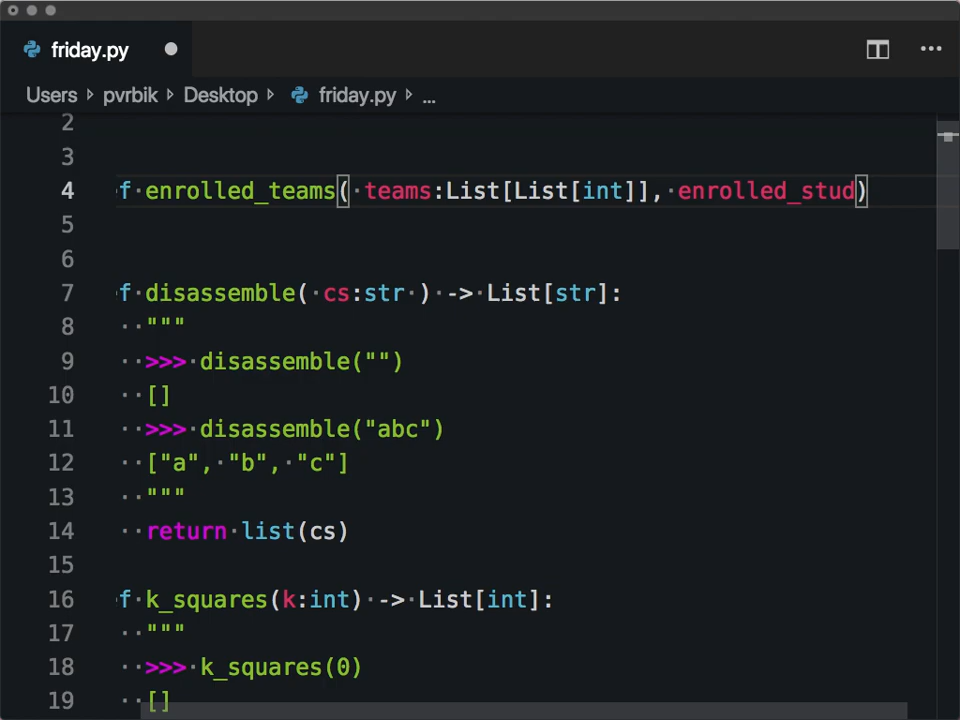 friday.py
Users pvrbik Desktop friday.py ...
2
3
4 f enrolled_teams( teams:List[List[int]], enrolled_stud)
5
6
7 f disassemble( cs:str ) -> List[str]:
8 """
9 >>> disassemble("")
10 []
11 >>> disassemble("abc")
12 ["a", "b", "c"]
13 """
14 return list(cs)
15
16 f k_squares(k:int) -> List[int]:
17 """
18 >>> k_squares(0)
19 []